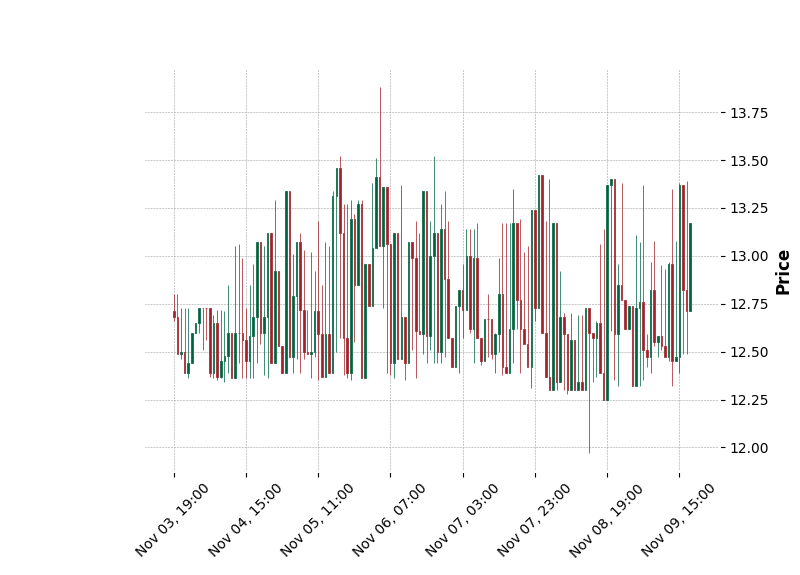 13.75
13.50
13.25
13.00
12.75
12.50
12.25
12.00
Price
Nov 03, 19:00
Nov 04, 15:00
Nov 05, 11:00
Nov 06, 07:00
Nov 07, 03:00
Nov 07, 23:00
Nov 08, 19:00
Nov 09, 15:00